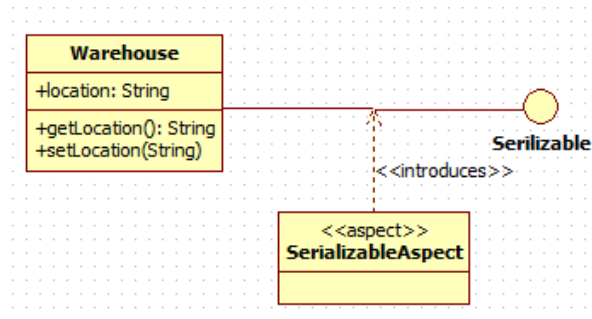 Warehouse
+location: String
+getLocation(): String
+setLocation(String)
Serilizable
<<introduces>>
<<aspect>>
SerializableAspect